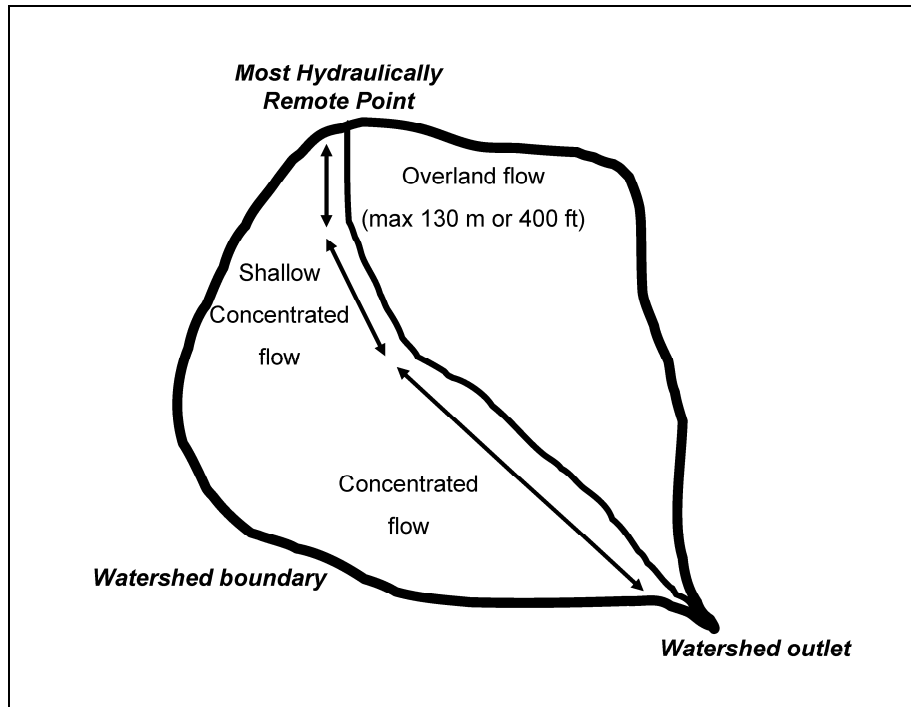 Most Hydraulically
Remote Point
Overland flow
(max 130 m or 400 ft)
Shallow
Concentrated
flow
Concentrated
flow
Watershed boundary
Watershed outlet